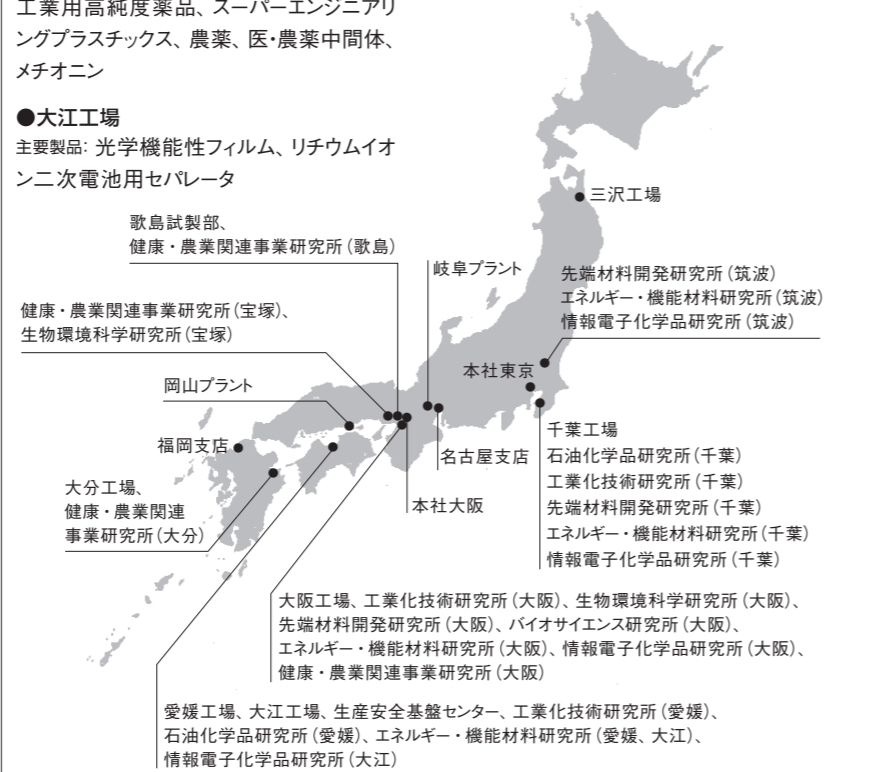 工業用高純度薬品、スーパーエンジニアリ
ングプラスチックス、農薬、医・農薬中間体、
メチオニン
●大江工場
主要製品: 光学機能性フィルム、リチウムイオ
ン二次電池用セパレータ
三沢工場
歌島試製部、
健康・農業関連事業研究所(歌島)
岐阜プラント
先端材料開発研究所(筑波)
エネルギー・機能材料研究所(筑波)
情報電子化学品研究所(筑波)
健康・農業関連事業研究所(宝塚)、
生物環境科学研究所(宝塚)
本社東京
岡山プラント
福岡支店
名古屋支店
千葉工場
石油化学品研究所(千葉)
工業化技術研究所(千葉)
先端材料開発研究所(千葉)
エネルギー・機能材料研究所(千葉)
情報電子化学品研究所(千葉)
大分工場、
健康・農業関連
事業研究所(大分)
本社大阪
大阪工場、工業化技術研究所(大阪)、生物環境科学研究所(大阪)、
先端材料開発研究所(大阪)、バイオサイエンス研究所(大阪)、
エネルギー・機能材料研究所(大阪)、情報電子化学品研究所(大阪)、
健康・農業関連事業研究所(大阪)
愛媛工場、大江工場、生産安全基盤センター、工業化技術研究所(愛媛)、
石油化学品研究所(愛媛)、エネルギー・機能材料研究所(愛媛、大江)、
情報電子化学品研究所(大江)